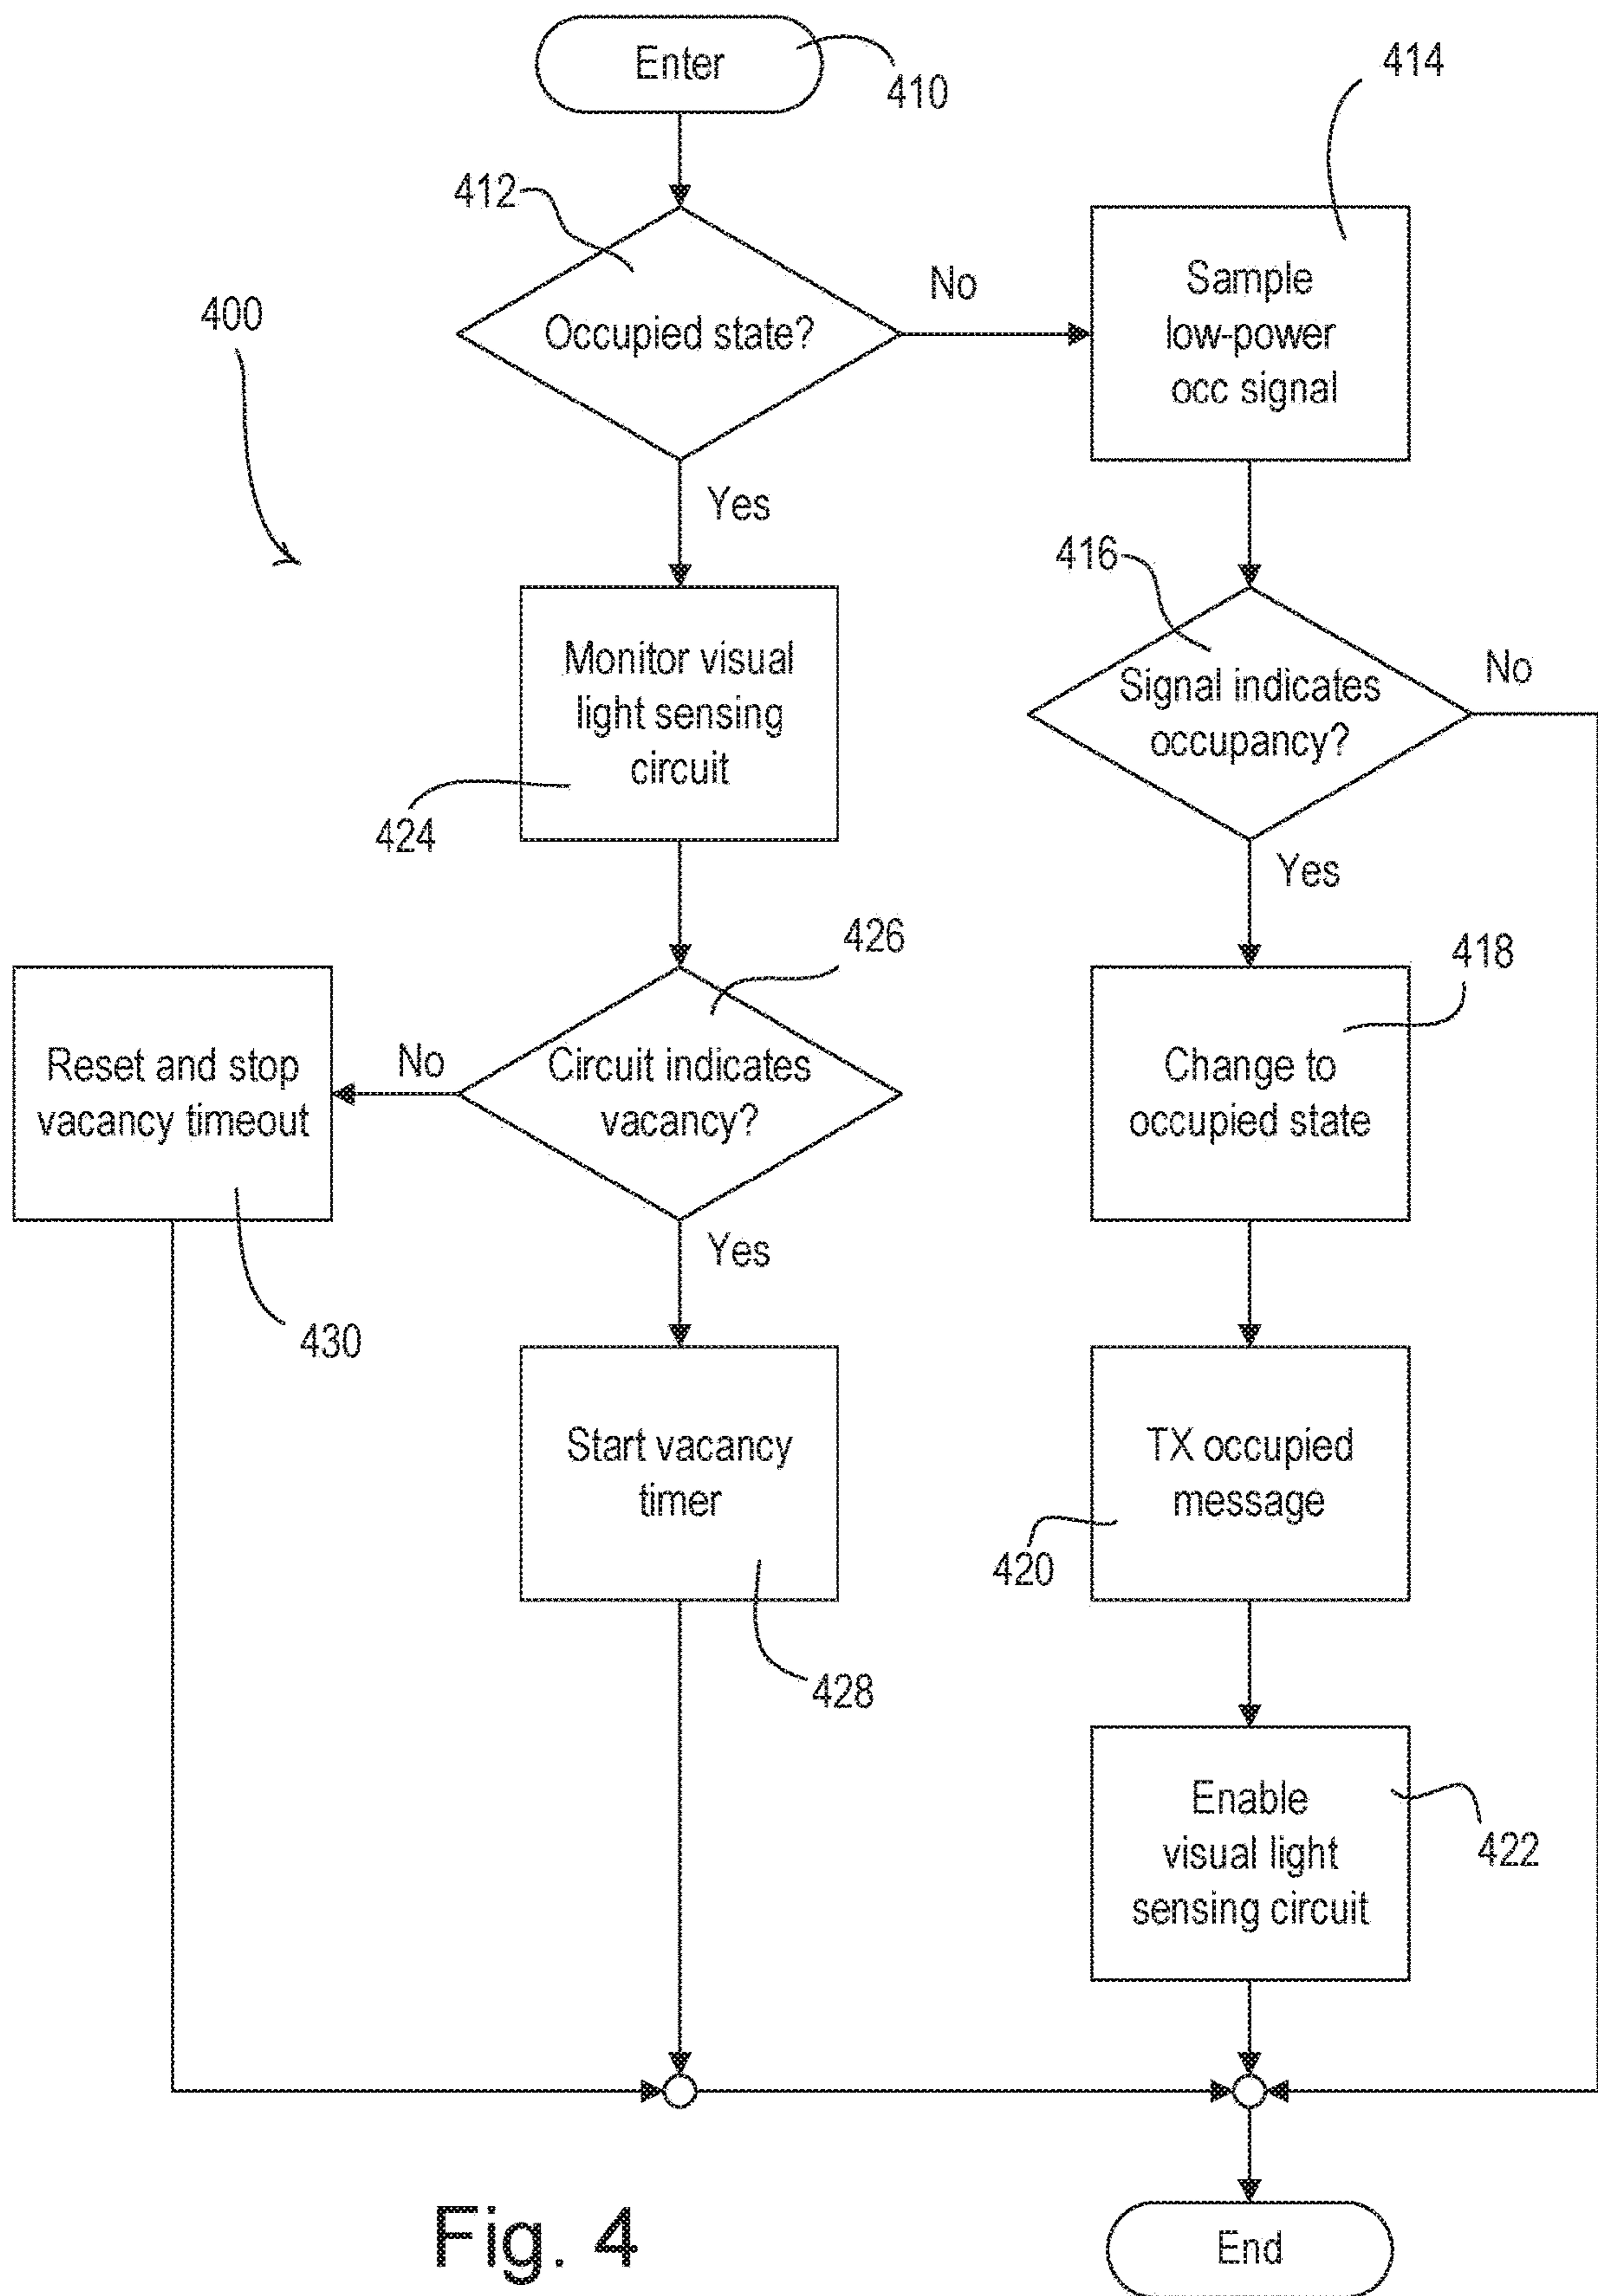 Enter
410
414
412
Occupied state?
No
Sample
low-power
occ signal
400
Yes
416
Signal indicates
occupancy?
No
Monitor visual
light sensing
circuit
424
Yes
426
418
Reset and stop
vacancy timeout
No
Circuit indicates
vacancy?
Change to
occupied state
430
Yes
Start vacancy
timer
TX occupied
message
420
428
Enable
visual light
sensing circuit
422
Fig. 4
End